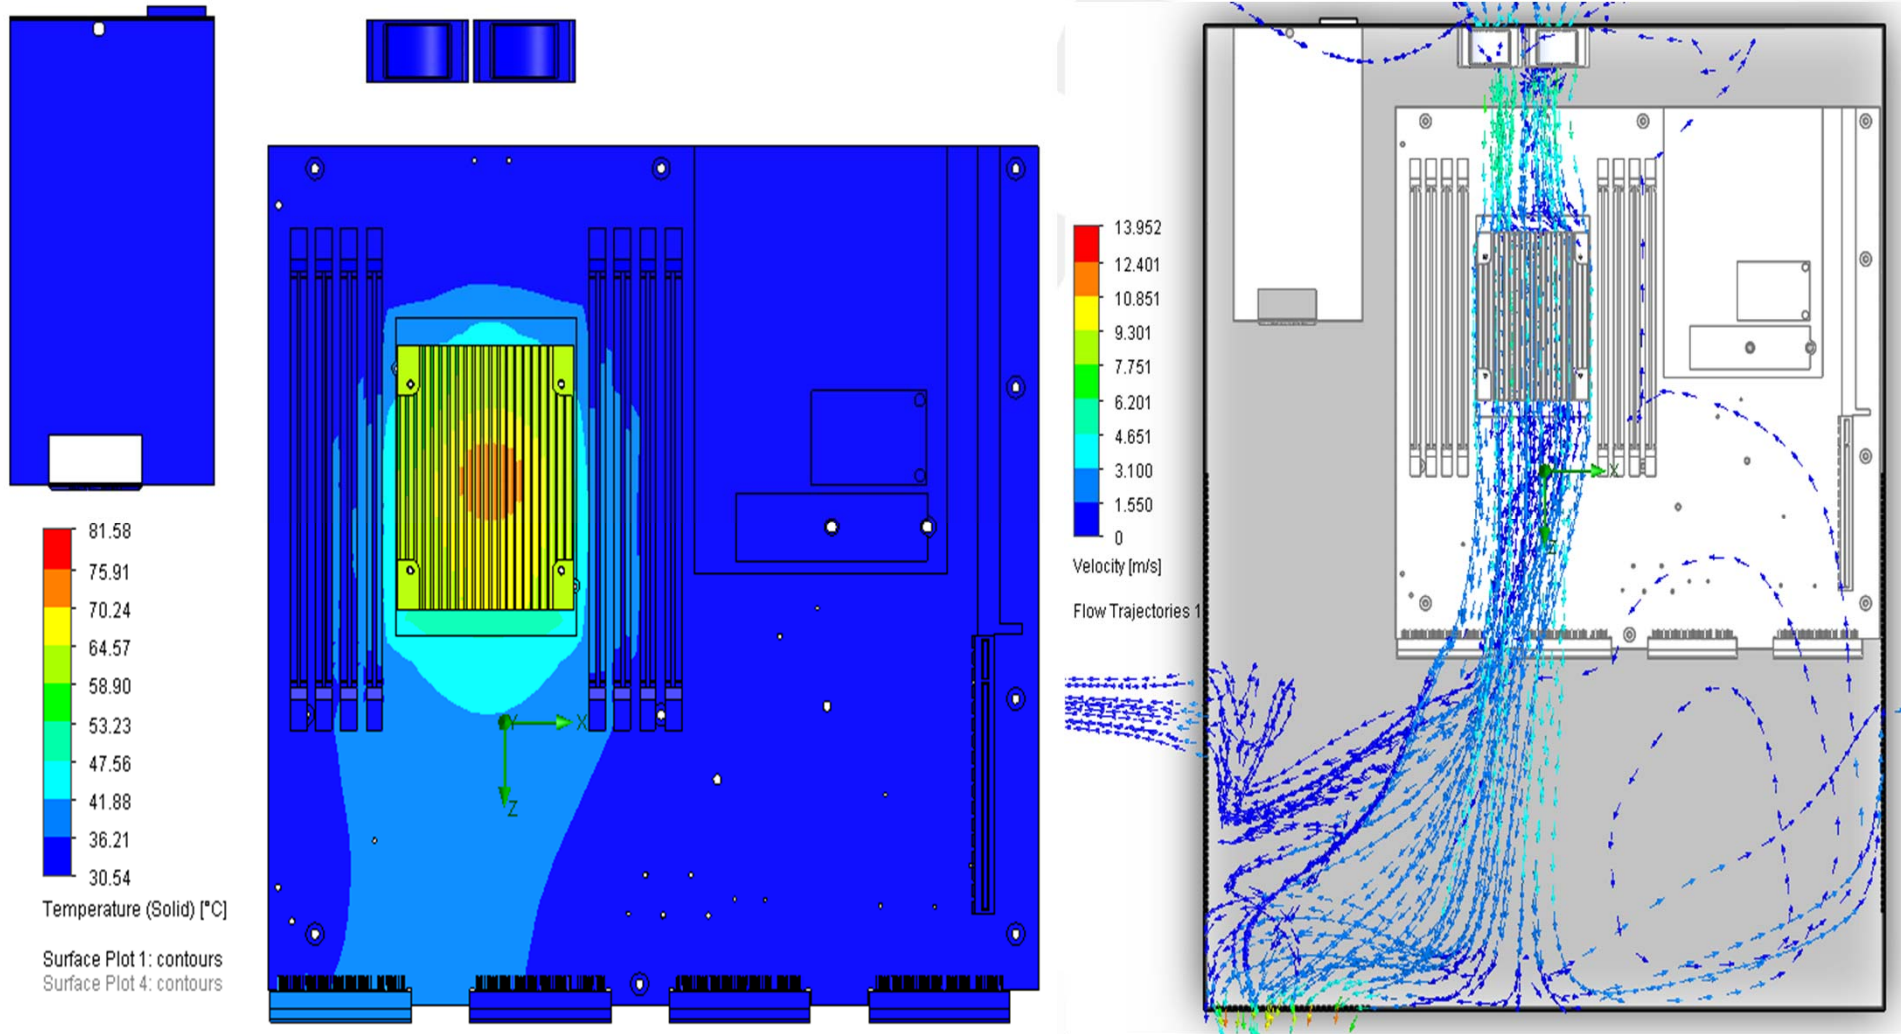 81.58
75.91
70.24
64.57
58.90
53.23
47.56
41.88
36.21
30.54
Temperature (Solid) [°C]
Surface Plot 1: contours
Surface Plot 4: contours
Y
X
Z
13.952
12.401
10.851
9.301
7.751
6.201
4.651
3.100
1.550
0
Velocity [m/s]
Flow Trajectories 1
X
Z